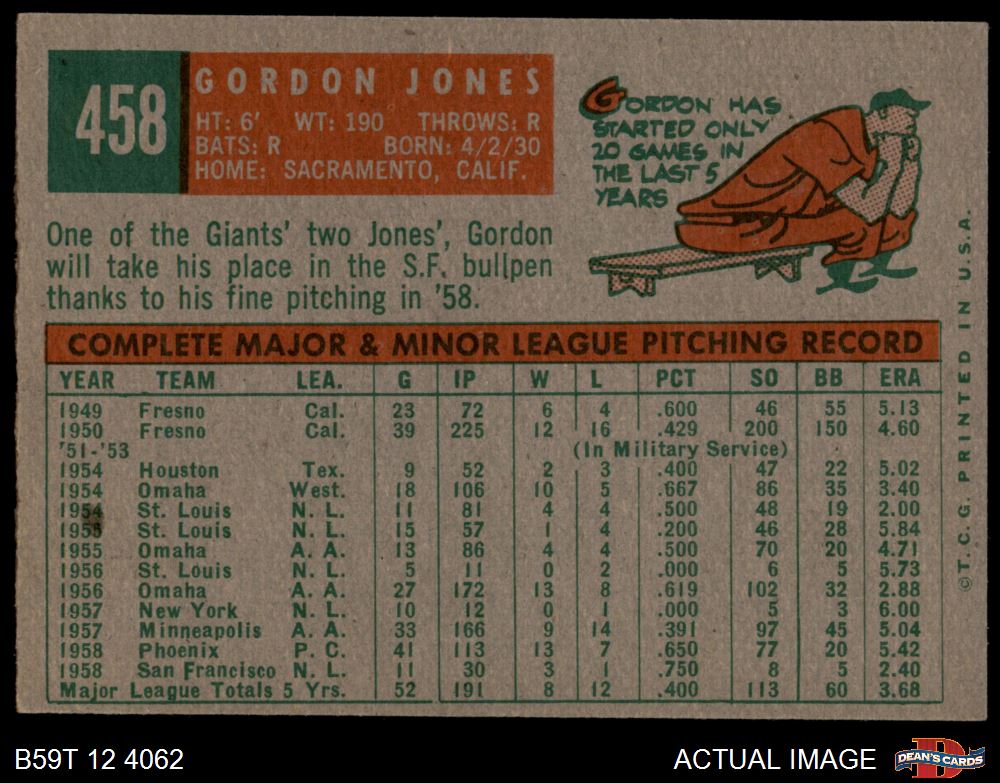 458
GORDON JONES
HT: 6' WT: 190 THROWS: R
BATS: R BORN: 4/2/30
HOME: SACRAMENTO, CALIF.
GORDON HAS
STARTED ONLY
20 GAMES IN
THE LAST 5
YEARS
One of the Giants' two Jones', Gordon
will take his place in the S.F. bullpen
thanks to his fine pitching in '58.
COMPLETE MAJOR & MINOR LEAGUE PITCHING RECORD
YEAR TEAM LEA. G IP W L PCT SO BB ERA
1949 Fresno Cal. 23 72 6 4 .600 46 55 5.13
1950 Fresno Cal. 39 225 12 16 .429 200 150 4.60
'51-'53 (In Military Service)
1954 Houston Tex. 9 52 2 3 .400 47 22 5.02
1954 Omaha West. 18 106 10 5 .667 86 35 3.40
1954 St. Louis N. L. 11 81 4 4 .500 48 19 2.00
1955 St. Louis N. L. 15 57 1 4 .200 46 28 5.84
1955 Omaha A. A. 13 86 4 4 .500 70 20 4.71
1956 St. Louis N. L. 5 11 0 2 .000 6 5 5.73
1956 Omaha A. A. 27 172 13 8 .619 102 32 2.88
1957 New York N. L. 10 12 0 1 .000 5 3 6.00
1957 Minneapolis A. A. 33 166 9 14 .391 97 45 5.04
1958 Phoenix P. C. 41 113 13 7 .650 77 20 5.42
1958 San Francisco N. L. 11 30 3 1 .750 8 5 2.40
Major League Totals 5 Yrs. 52 191 8 12 .400 113 60 3.68
©T.C.G. PRINTED IN U.S.A.
B59T 12 4062
ACTUAL IMAGE
D
DEAN'S CARDS